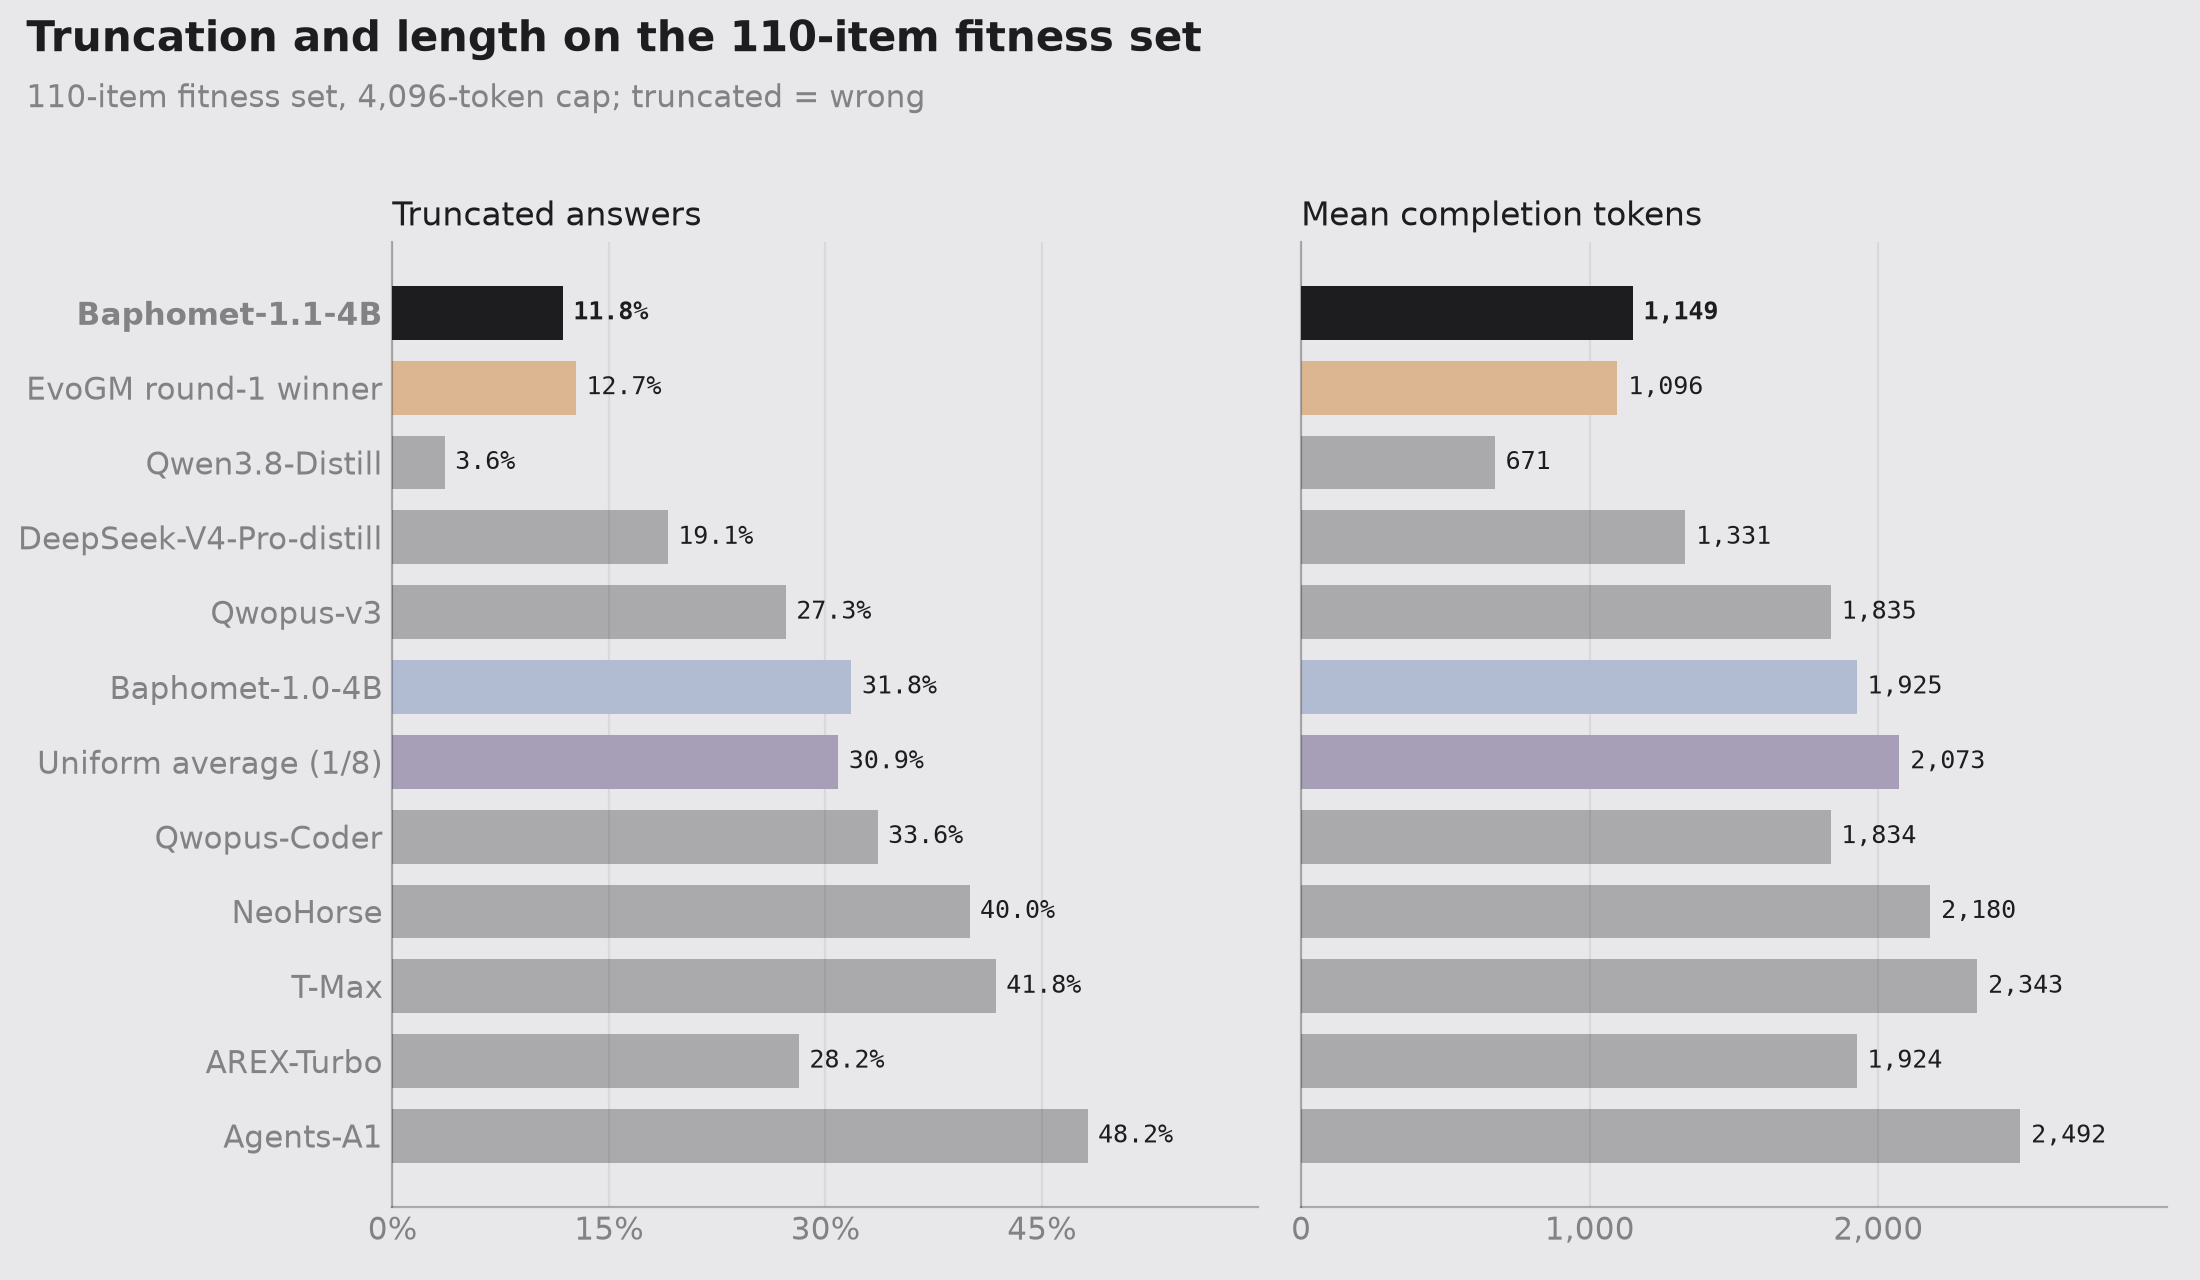 Truncation and length on the 110-item fitness set
110-item fitness set, 4,096-token cap; truncated = wrong
Truncated answers
Baphomet-1.1-4B 11.8%
EvoGM round-1 winner 12.7%
Qwen3.8-Distill 3.6%
DeepSeek-V4-Pro-distill 19.1%
Qwopus-v3 27.3%
Baphomet-1.0-4B 31.8%
Uniform average (1/8) 30.9%
Qwopus-Coder 33.6%
NeoHorse 40.0%
T-Max 41.8%
AREX-Turbo 28.2%
Agents-A1 48.2%
0% 15% 30% 45%
Mean completion tokens
1,149
1,096
671
1,331
1,835
1,925
2,073
1,834
2,180
2,343
1,924
2,492
0 1,000 2,000